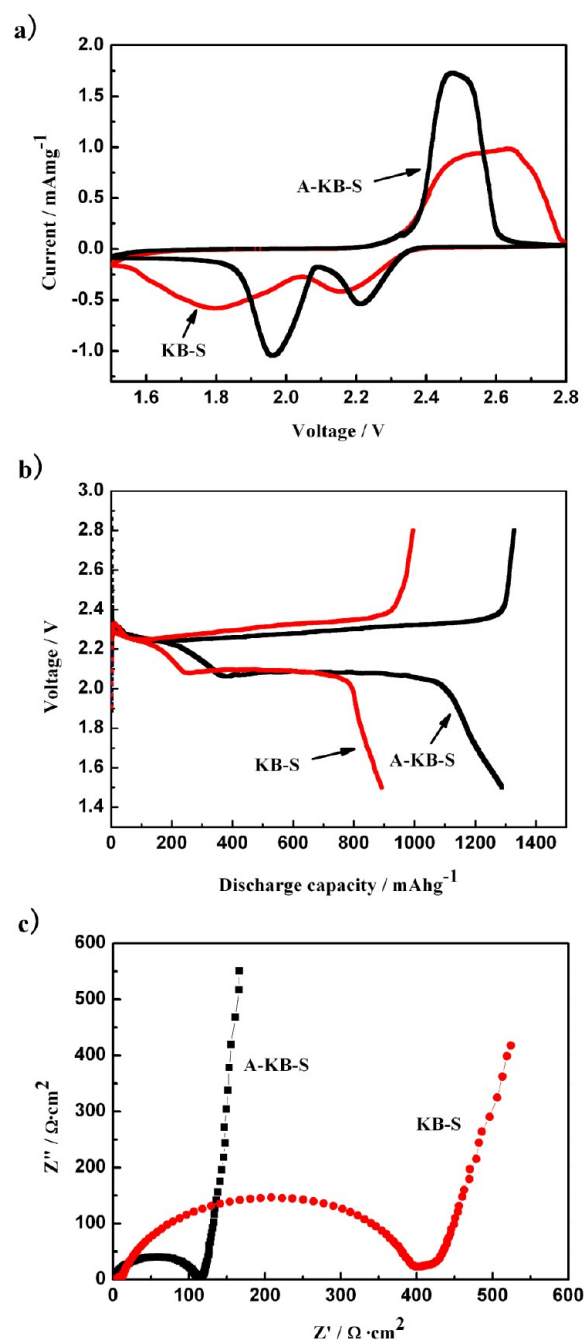 a)
2.0
1.5
1.0
0.5
0.0
-0.5
-1.0
Current / mAmg⁻¹
A-KB-S
KB-S
1.6 1.8 2.0 2.2 2.4 2.6 2.8
Voltage / V
b)
3.0
2.8
2.6
2.4
2.2
2.0
1.8
1.6
1.4
Voltage / V
KB-S
A-KB-S
0 200 400 600 800 1000 1200 1400
Discharge capacity / mAhg⁻¹
c)
600
500
400
300
200
100
0
Z'' / Ω·cm²
A-KB-S
KB-S
0 100 200 300 400 500 600
Z' / Ω ·cm²